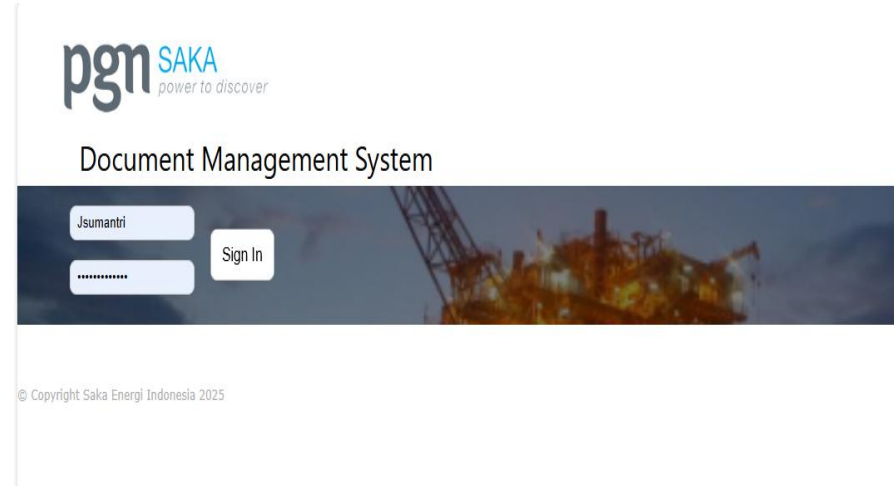 pgn SAKA
power to discover
Document Management System
Jsumantri
Sign In
•••••••••••••
© Copyright Saka Energi Indonesia 2025